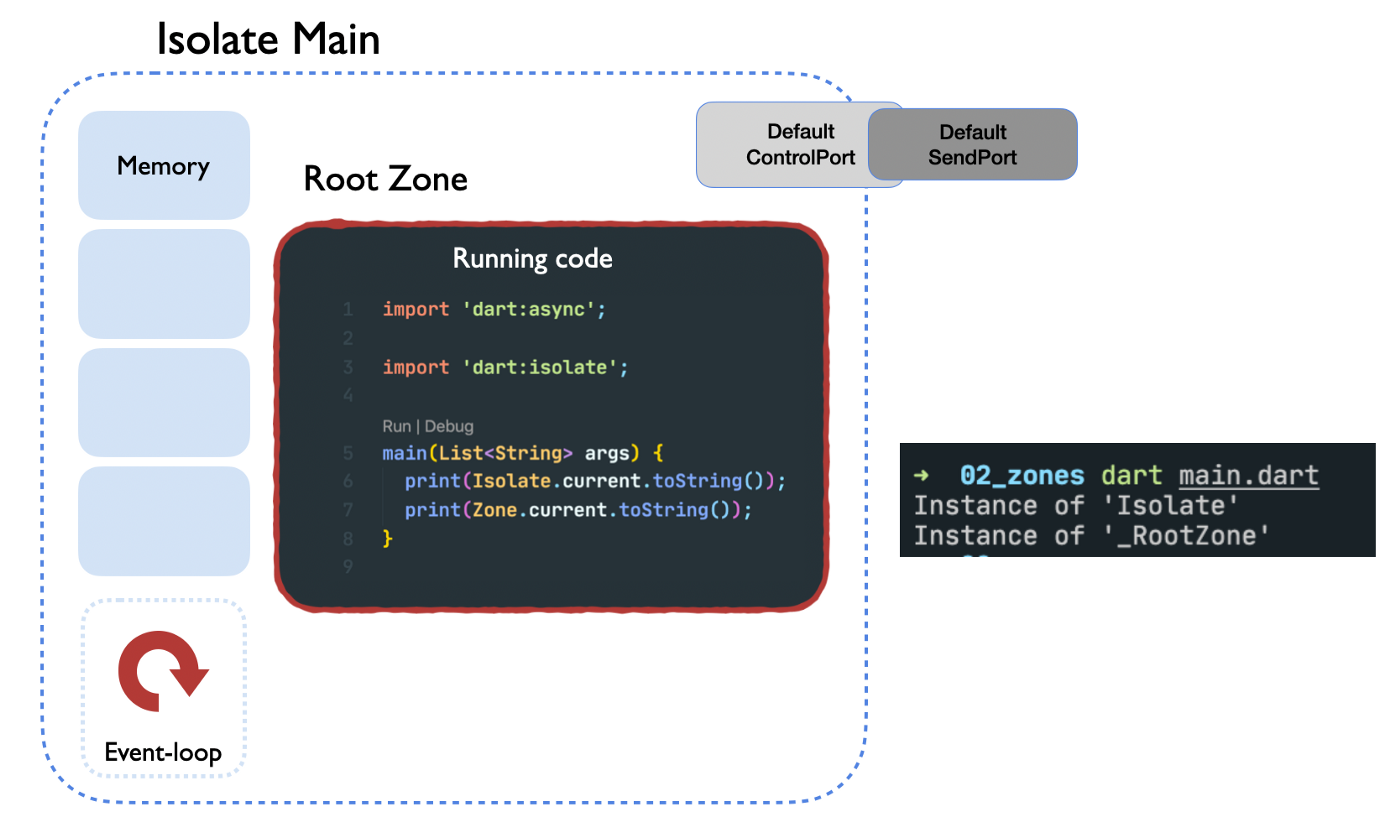 Isolate Main
Memory
Default
ControlPort
Default
SendPort
Root Zone
Running code
1 import 'dart:async';
2
3 import 'dart:isolate';
4
Run | Debug
5 main(List<String> args) {
6 print(Isolate.current.toString());
7 print(Zone.current.toString());
8 }
9
Event-loop
➜ 02_zones dart main.dart
Instance of 'Isolate'
Instance of '_RootZone'